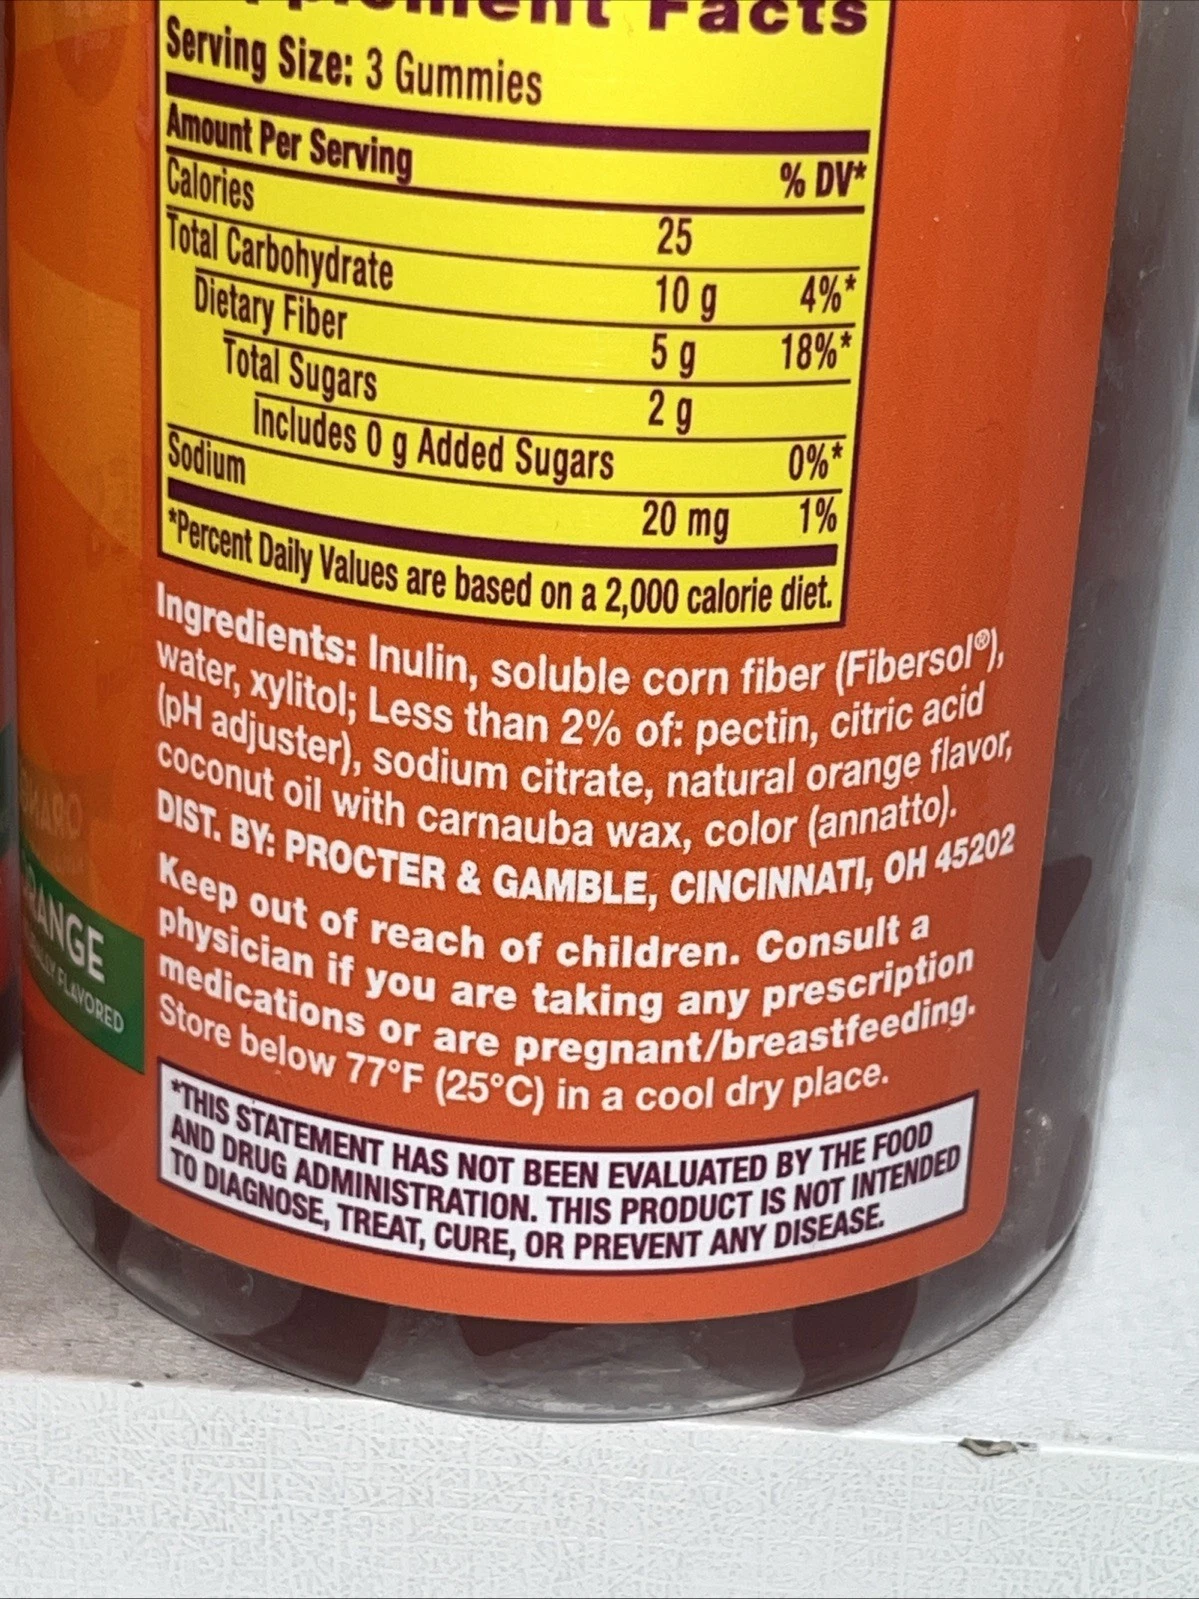 Supplement Facts
Serving Size: 3 Gummies
Amount Per Serving % DV*
Calories 25
Total Carbohydrate 10 g 4%*
Dietary Fiber 5 g 18%*
Total Sugars 2 g
Includes 0 g Added Sugars 0%*
Sodium 20 mg 1%
*Percent Daily Values are based on a 2,000 calorie diet.
Ingredients: Inulin, soluble corn fiber (Fibersol®),
water, xylitol; Less than 2% of: pectin, citric acid
(pH adjuster), sodium citrate, natural orange flavor,
coconut oil with carnauba wax, color (annatto).
DIST. BY: PROCTER & GAMBLE, CINCINNATI, OH 45202
Keep out of reach of children. Consult a
physician if you are taking any prescription
medications or are pregnant/breastfeeding.
Store below 77°F (25°C) in a cool dry place.
*THIS STATEMENT HAS NOT BEEN EVALUATED BY THE FOOD
AND DRUG ADMINISTRATION. THIS PRODUCT IS NOT INTENDED
TO DIAGNOSE, TREAT, CURE, OR PREVENT ANY DISEASE.
RANGE
FLAVORED